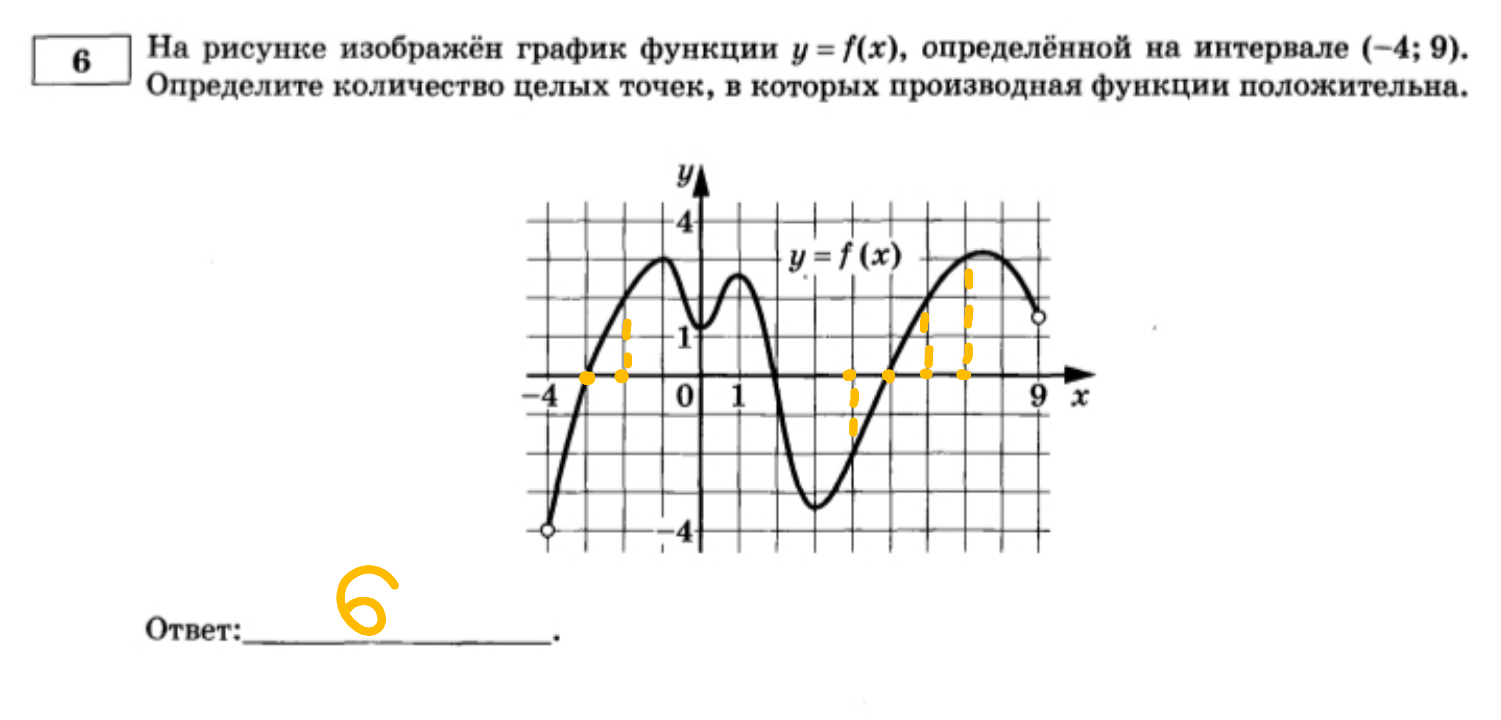 6
На рисунке изображён график функции y = f(x), определённой на интервале (−4; 9).
Определите количество целых точек, в которых производная функции положительна.
y
4
y = f (x)
1
−4
0
1
9
x
−4
6
Ответ:___________________.